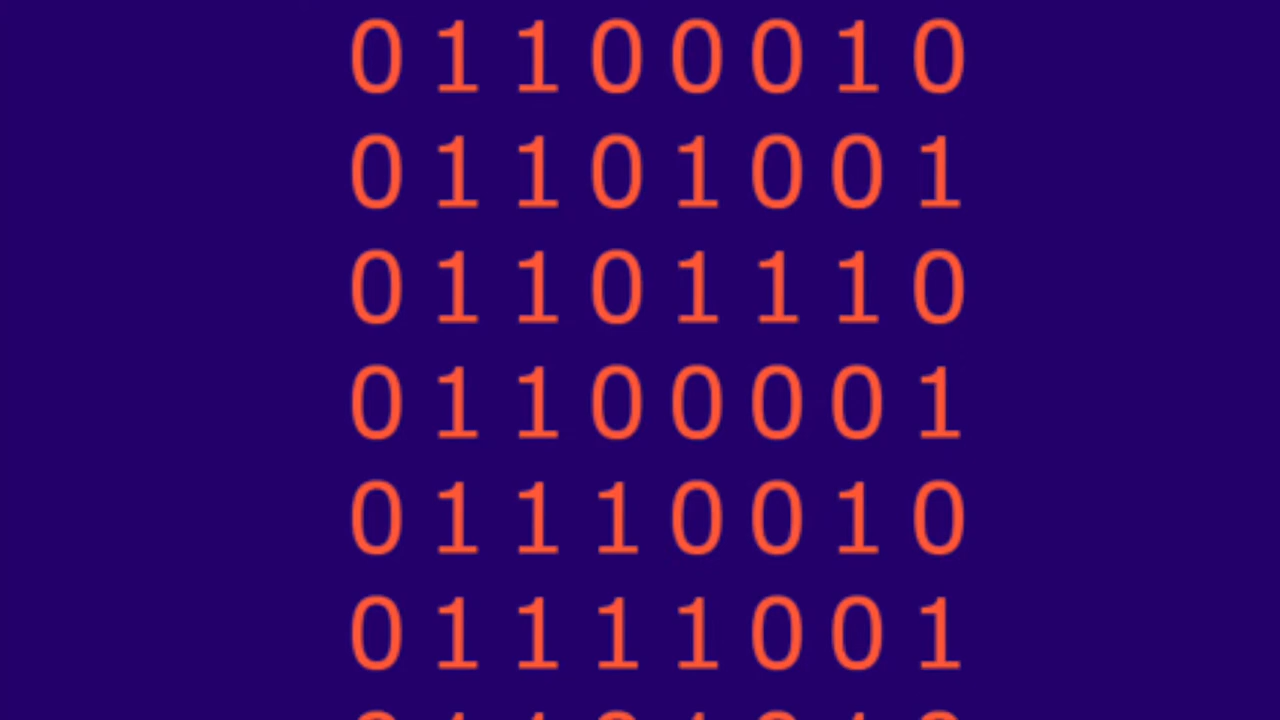 0 1 1 0 0 0 1 0
0 1 1 0 1 0 0 1
0 1 1 0 1 1 1 0
0 1 1 0 0 0 0 1
0 1 1 1 0 0 1 0
0 1 1 1 1 0 0 1